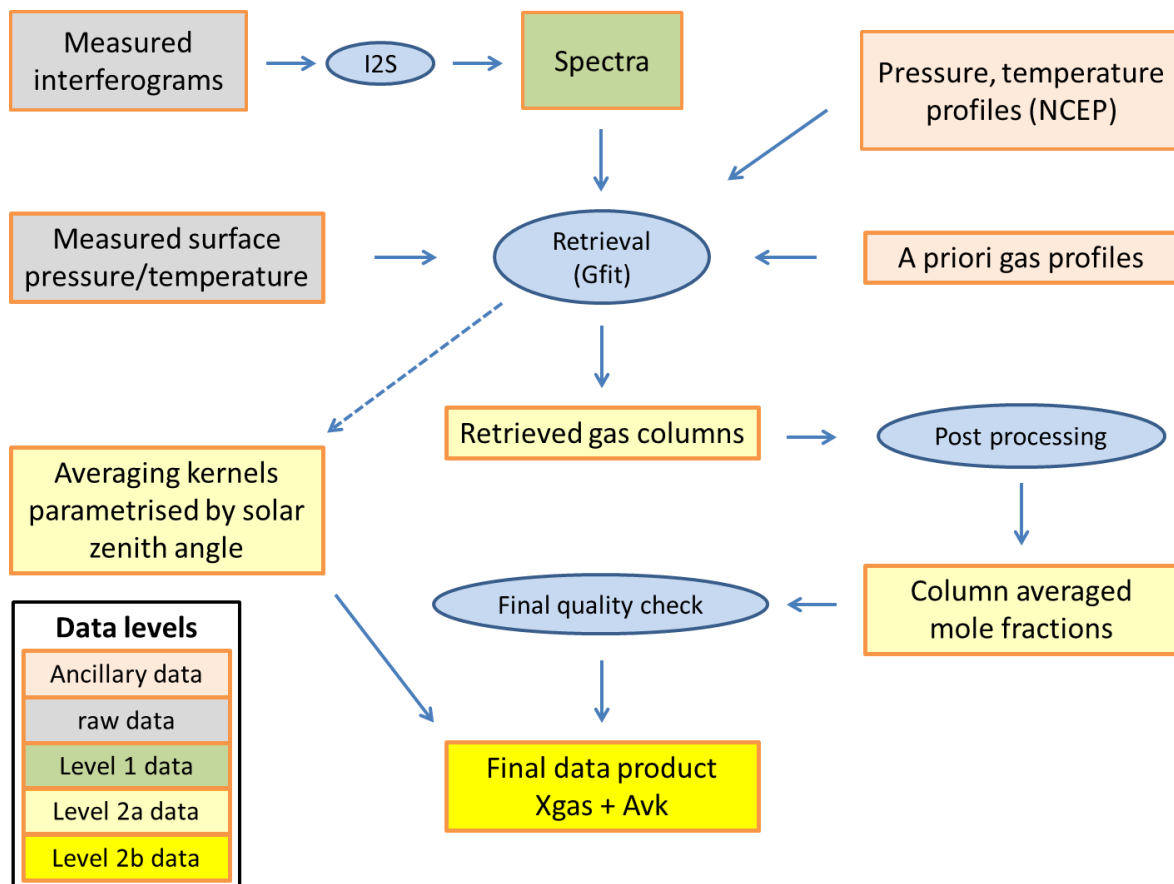 Measured
interferograms
I2S
Spectra
Pressure, temperature
profiles (NCEP)
Measured surface
pressure/temperature
Retrieval
(Gfit)
A priori gas profiles
Retrieved gas columns
Post processing
Averaging kernels
parametrised by solar
zenith angle
Final quality check
Column averaged
mole fractions
Data levels
Ancillary data
raw data
Level 1 data
Level 2a data
Level 2b data
Final data product
Xgas + Avk